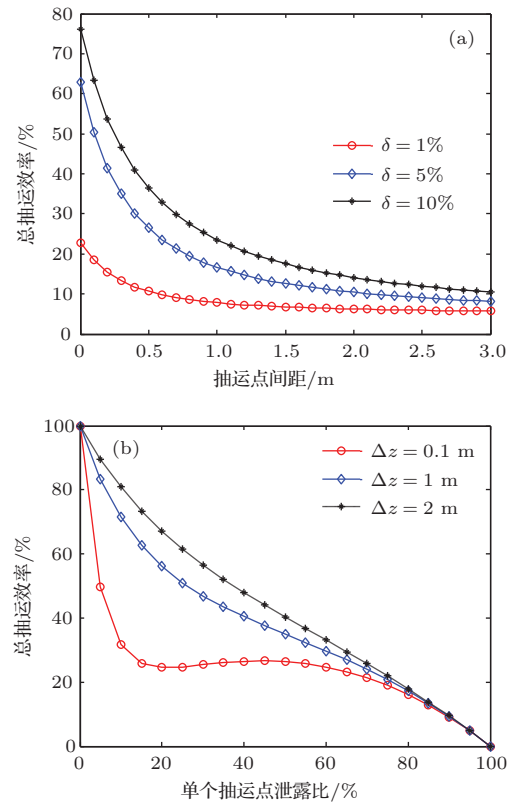 80
70
60
50
40
30
20
10
0
总抽运效率/%
(a)
δ = 1%
δ = 5%
δ = 10%
0 0.5 1.0 1.5 2.0 2.5 3.0
抽运点间距/m
100
80
60
40
20
0
总抽运效率/%
(b)
Δz = 0.1 m
Δz = 1 m
Δz = 2 m
0 20 40 60 80 100
单个抽运点泄露比/%